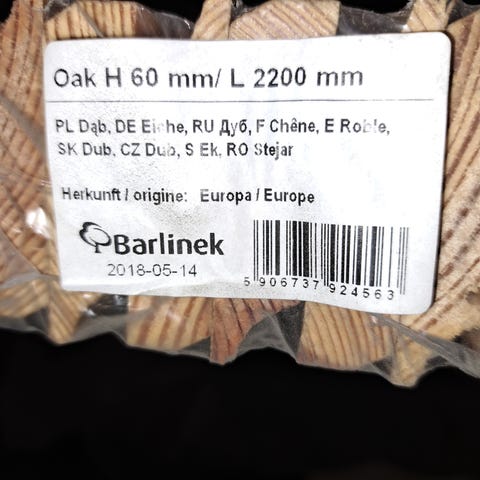 Oak H 60 mm/ L 2200 mm
PL Dąb, DE Eiche, RU Дуб, F Chêne, E Roble,
SK Dub, CZ Dub, S Ek, RO Stejar
Herkunft / origine: Europa / Europe
Barlinek
2018-05-14
5 906737 924563